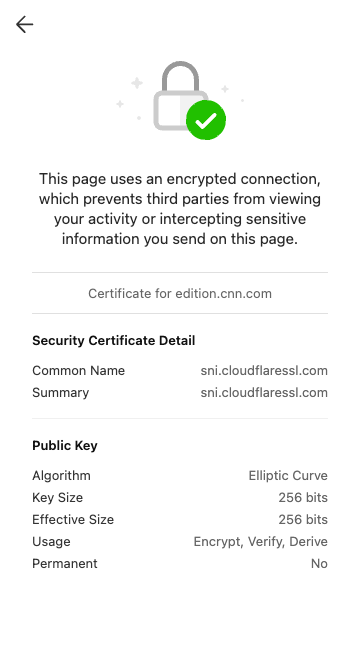 This page uses an encrypted connection,
which prevents third parties from viewing
your activity or intercepting sensitive
information you send on this page.
Certificate for edition.cnn.com
Security Certificate Detail
Common Name sni.cloudflaressl.com
Summary sni.cloudflaressl.com
Public Key
Algorithm Elliptic Curve
Key Size 256 bits
Effective Size 256 bits
Usage Encrypt, Verify, Derive
Permanent No